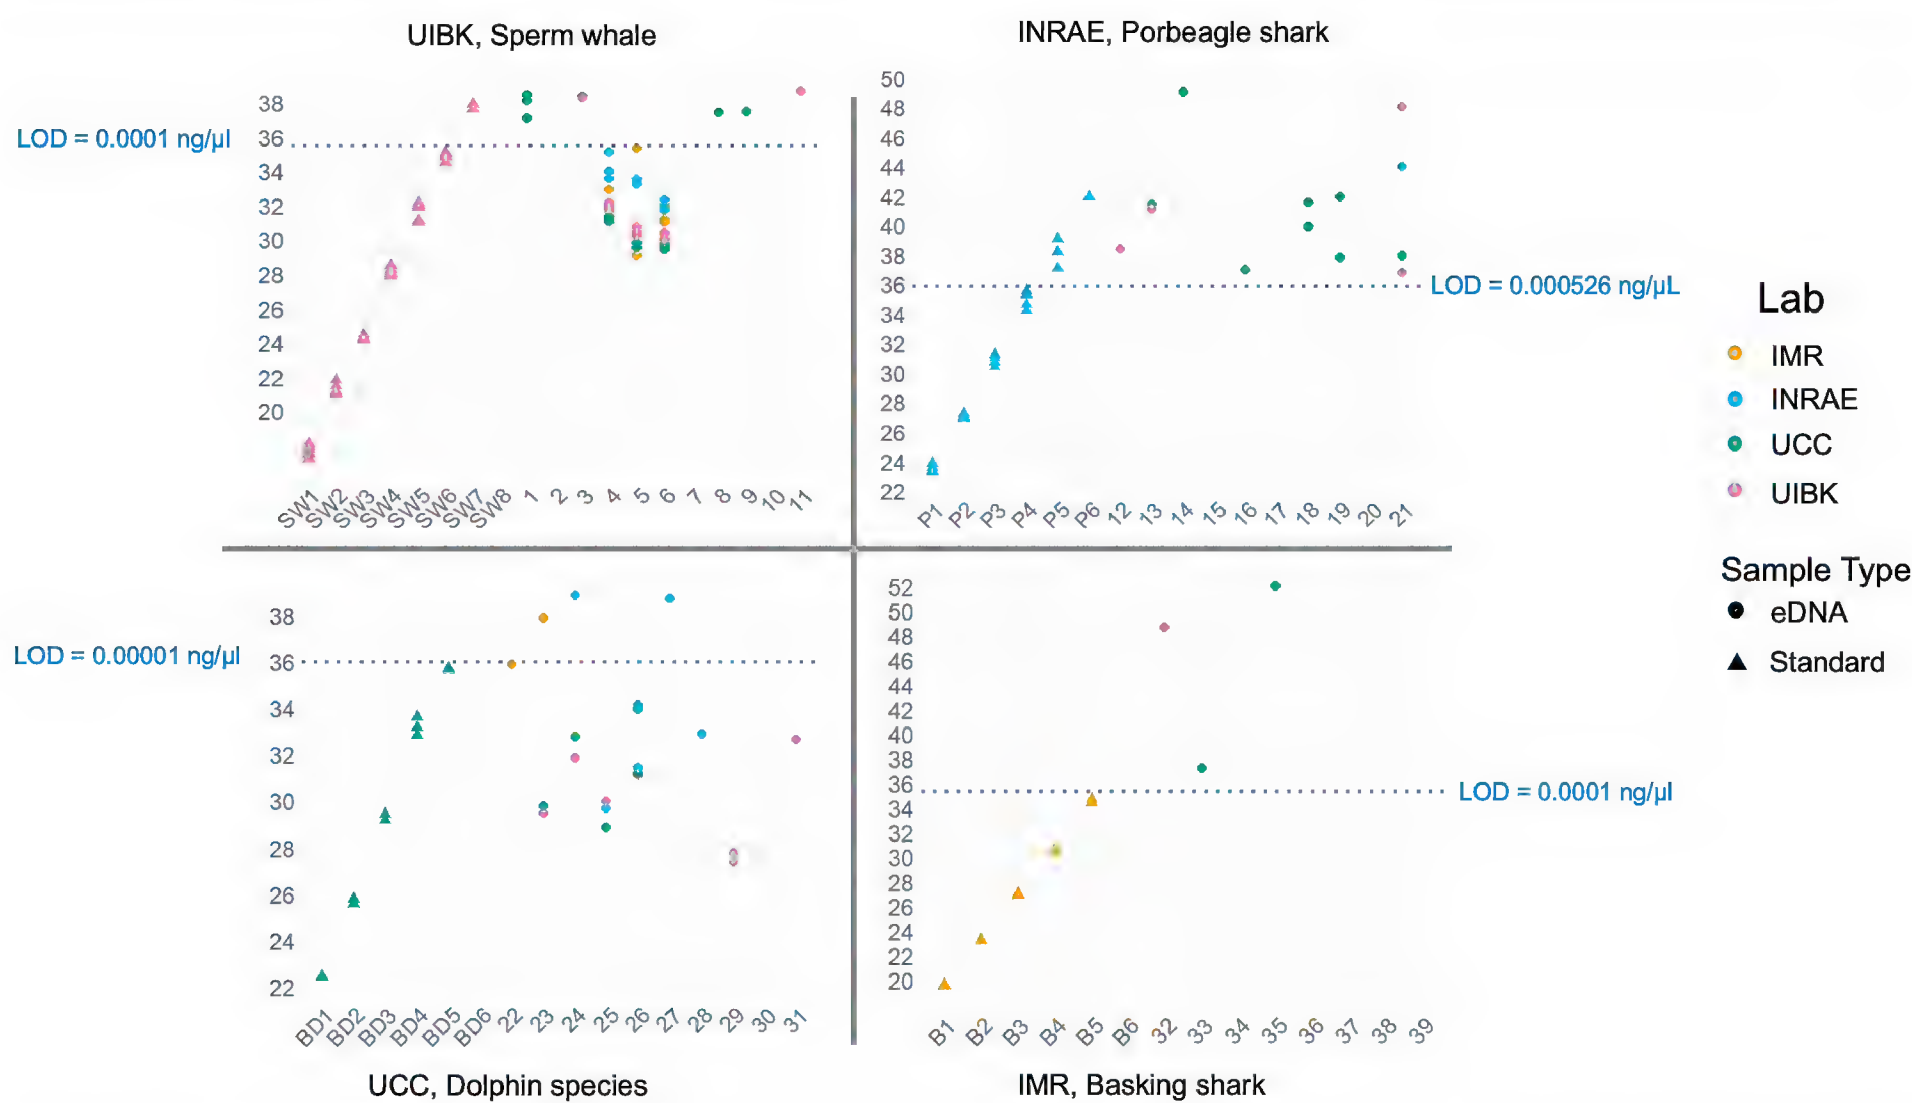 UIBK, Sperm whale
38
36
34
32
30
28
26
24
22
20
LOD = 0.0001 ng/µl
SW1 SW2 SW3 SW4 SW5 SW6 SW7 SW8 1 2 3 4 5 6 7 8 9 10 11
INRAE, Porbeagle shark
50
48
46
44
42
40
38
36
34
32
30
28
26
24
22
LOD = 0.000526 ng/µL
P1 P2 P3 P4 P5 P6 12 13 14 15 16 17 18 19 20 21
38
36
34
32
30
28
26
24
22
LOD = 0.00001 ng/µl
BD1 BD2 BD3 BD4 BD5 BD6 22 23 24 25 26 27 28 29 30 31
UCC, Dolphin species
52
50
48
46
44
42
40
38
36
34
32
30
28
26
24
22
20
LOD = 0.0001 ng/µl
B1 B2 B3 B4 B5 B6 32 33 34 35 36 37 38 39
IMR, Basking shark
Lab
IMR
INRAE
UCC
UIBK
Sample Type
eDNA
Standard